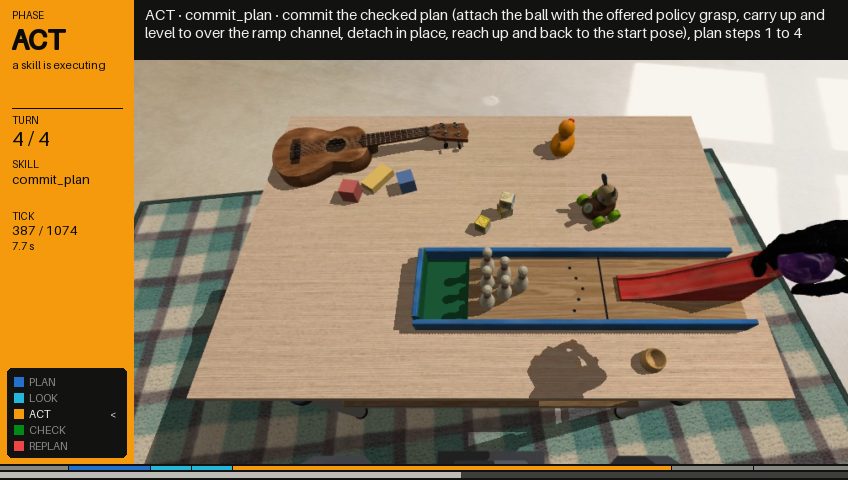 PHASE
ACT
a skill is executing
TURN
4 / 4
SKILL
commit_plan
TICK
387 / 1074
7.7 s
PLAN
LOOK
ACT <
CHECK
REPLAN
ACT · commit_plan · commit the checked plan (attach the ball with the offered policy grasp, carry up and
level to over the ramp channel, detach in place, reach up and back to the start pose), plan steps 1 to 4